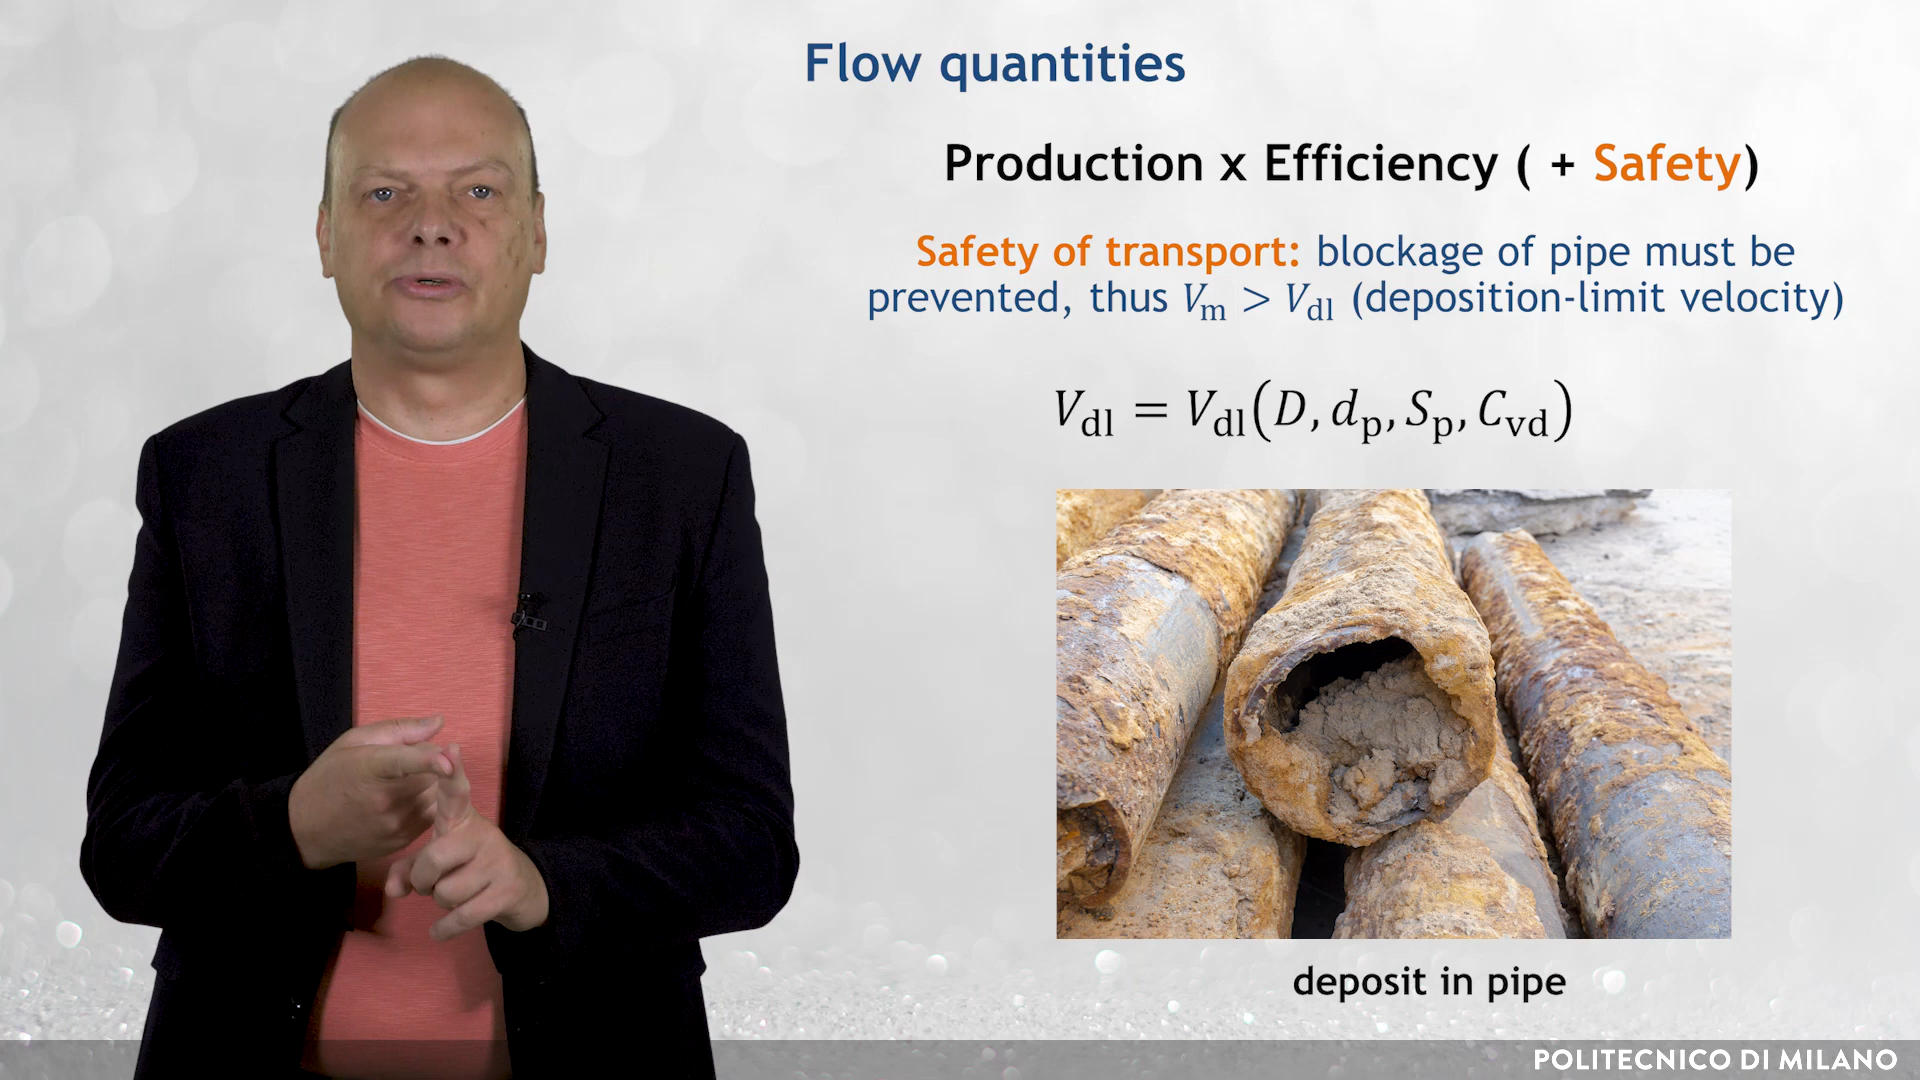 Flow quantities
Production x Efficiency ( + Safety)
Safety of transport: blockage of pipe must be
prevented, thus Vm > Vdl (deposition-limit velocity)
Vdl = Vdl(D, dp, Sp, Cvd)
deposit in pipe
POLITECNICO DI MILANO